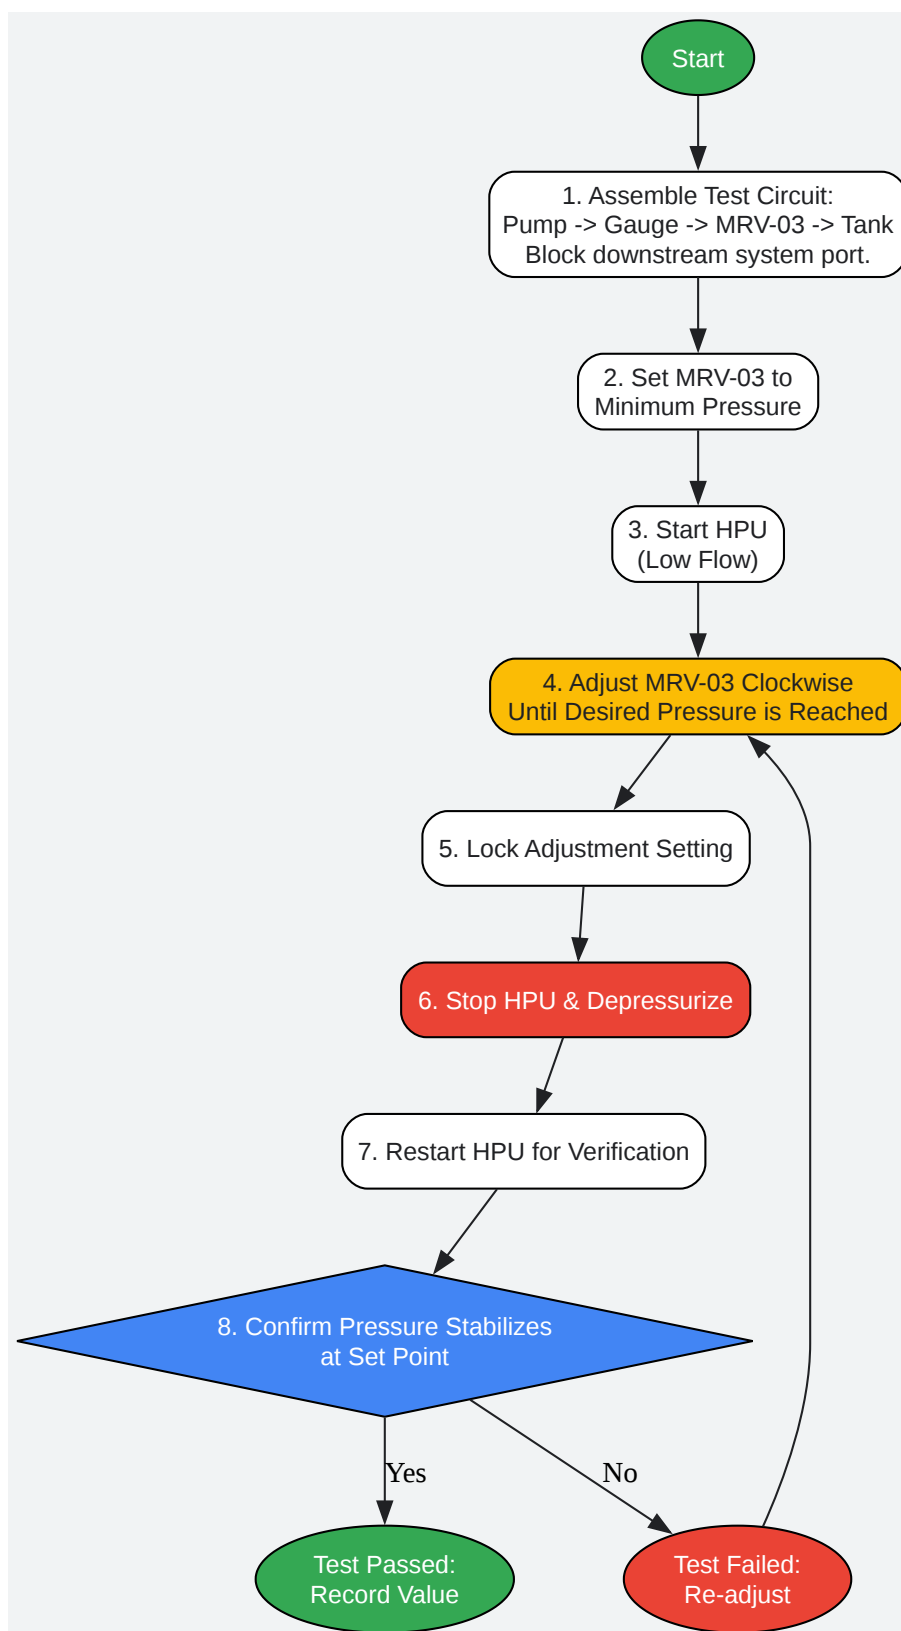 Start
1. Assemble Test Circuit:
Pump -> Gauge -> MRV-03 -> Tank
Block downstream system port.
2. Set MRV-03 to
Minimum Pressure
3. Start HPU
(Low Flow)
4. Adjust MRV-03 Clockwise
Until Desired Pressure is Reached
5. Lock Adjustment Setting
6. Stop HPU & Depressurize
7. Restart HPU for Verification
8. Confirm Pressure Stabilizes
at Set Point
Yes
No
Test Passed:
Record Value
Test Failed:
Re-adjust